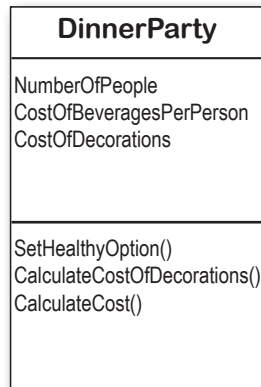 DinnerParty
NumberOfPeople
CostOfBeveragesPerPerson
CostOfDecorations
SetHealthyOption()
CalculateCostOfDecorations()
CalculateCost()